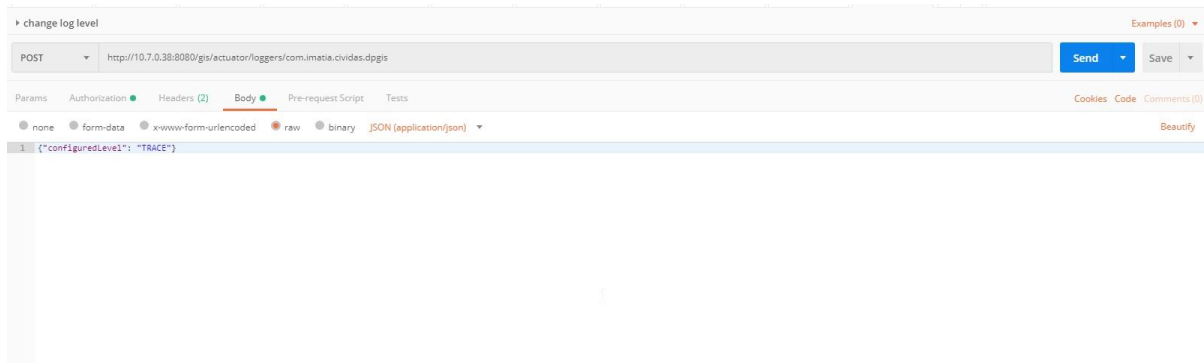 change log level Examples (0)
POST http://10.7.0.38:8080/gis/actuator/loggers/com.imatia.cividas.dpgis Send Save
Params Authorization Headers (2) Body Pre-request Script Tests Cookies Code Comments (0)
none form-data x-www-form-urlencoded raw binary JSON (application/json) Beautify
1 {"configuredLevel": "TRACE"}